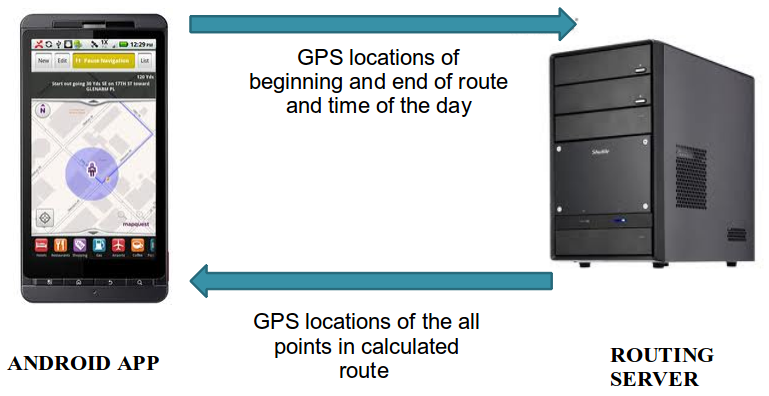 12:29 PM
New Edit Pause Navigation List
120 Yds
Start out going 30 Yds SE on 17TH ST toward
GLENARM PL
N
mapquest
GPS locations of
beginning and end of route
and time of the day
Shuttle
GPS locations of the all
points in calculated
route
ANDROID APP
ROUTING
SERVER